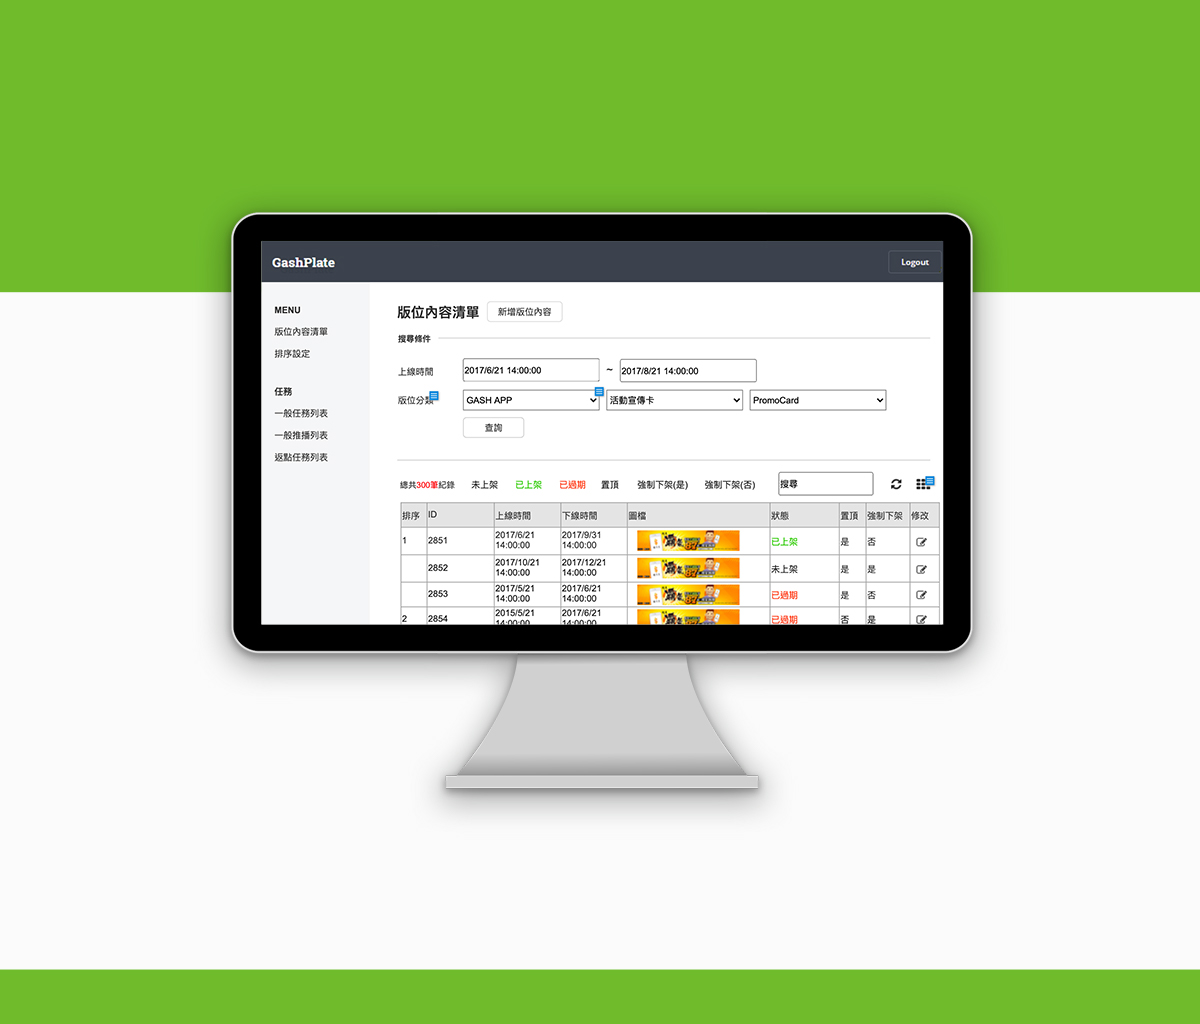 GashPlate
Logout
MENU
版位內容清單
排序設定
任務
一般任務列表
一般推播列表
返點任務列表
版位內容清單 新增版位內容
搜尋條件
上線時間 2017/6/21 14:00:00 ~ 2017/8/21 14:00:00
版位分類 GASH APP 活動宣傳卡 PromoCard
查詢
總共300筆紀錄 未上架 已上架 已過期 置頂 強制下架(是) 強制下架(否) 搜尋
排序 ID 上線時間 下線時間 圖檔 狀態 置頂 強制下架 修改
1 2851 2017/6/21 14:00:00 2017/9/31 14:00:00 已上架 是 否
2852 2017/10/21 14:00:00 2017/12/21 14:00:00 未上架 是 是
2853 2017/5/21 14:00:00 2017/6/21 14:00:00 已過期 是 否
2 2854 2015/5/21 14:00:00 2017/6/21 14:00:00 已過期 否 是